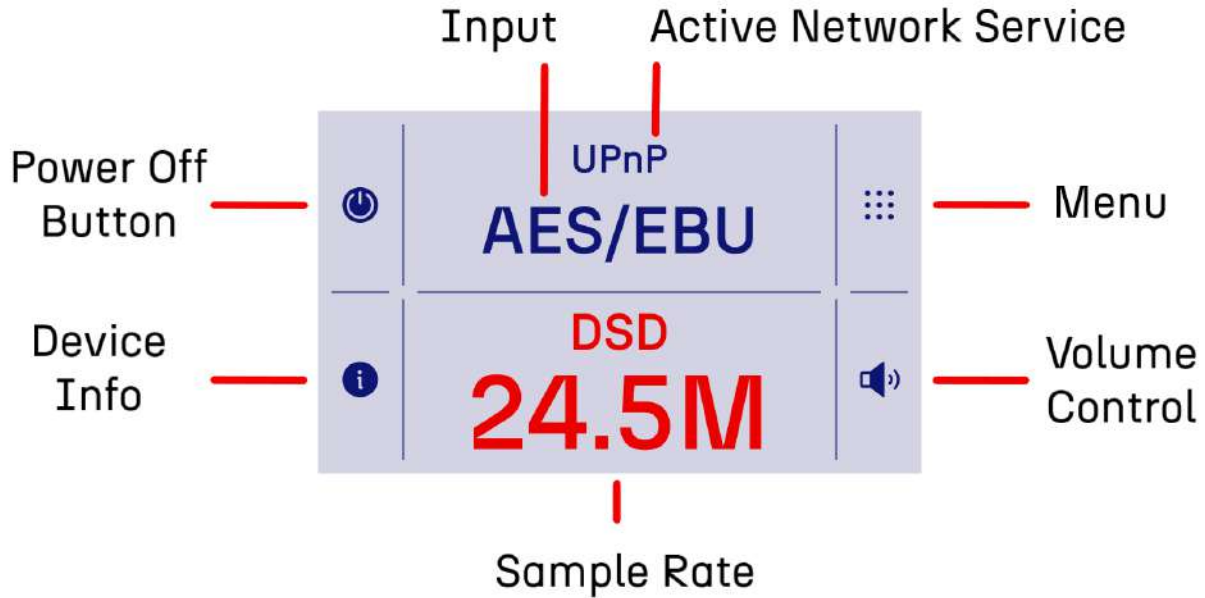 Input
Active Network Service
Power Off
Button
UPnP
AES/EBU
Menu
Device
Info
DSD
24.5M
Volume
Control
Sample Rate